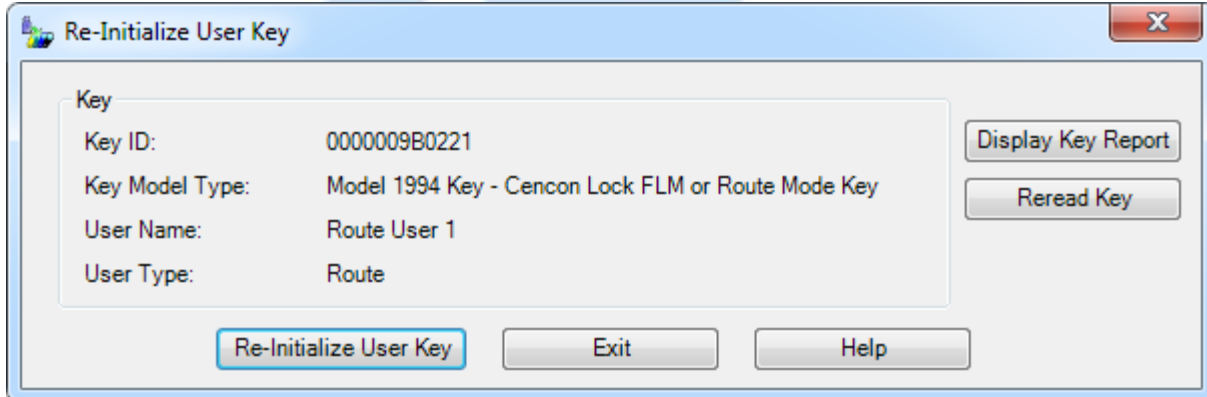 Re-Initialize User Key
Key
Key ID: 0000009B0221
Key Model Type: Model 1994 Key - Cencon Lock FLM or Route Mode Key
User Name: Route User 1
User Type: Route
Display Key Report
Reread Key
Re-Initialize User Key Exit Help